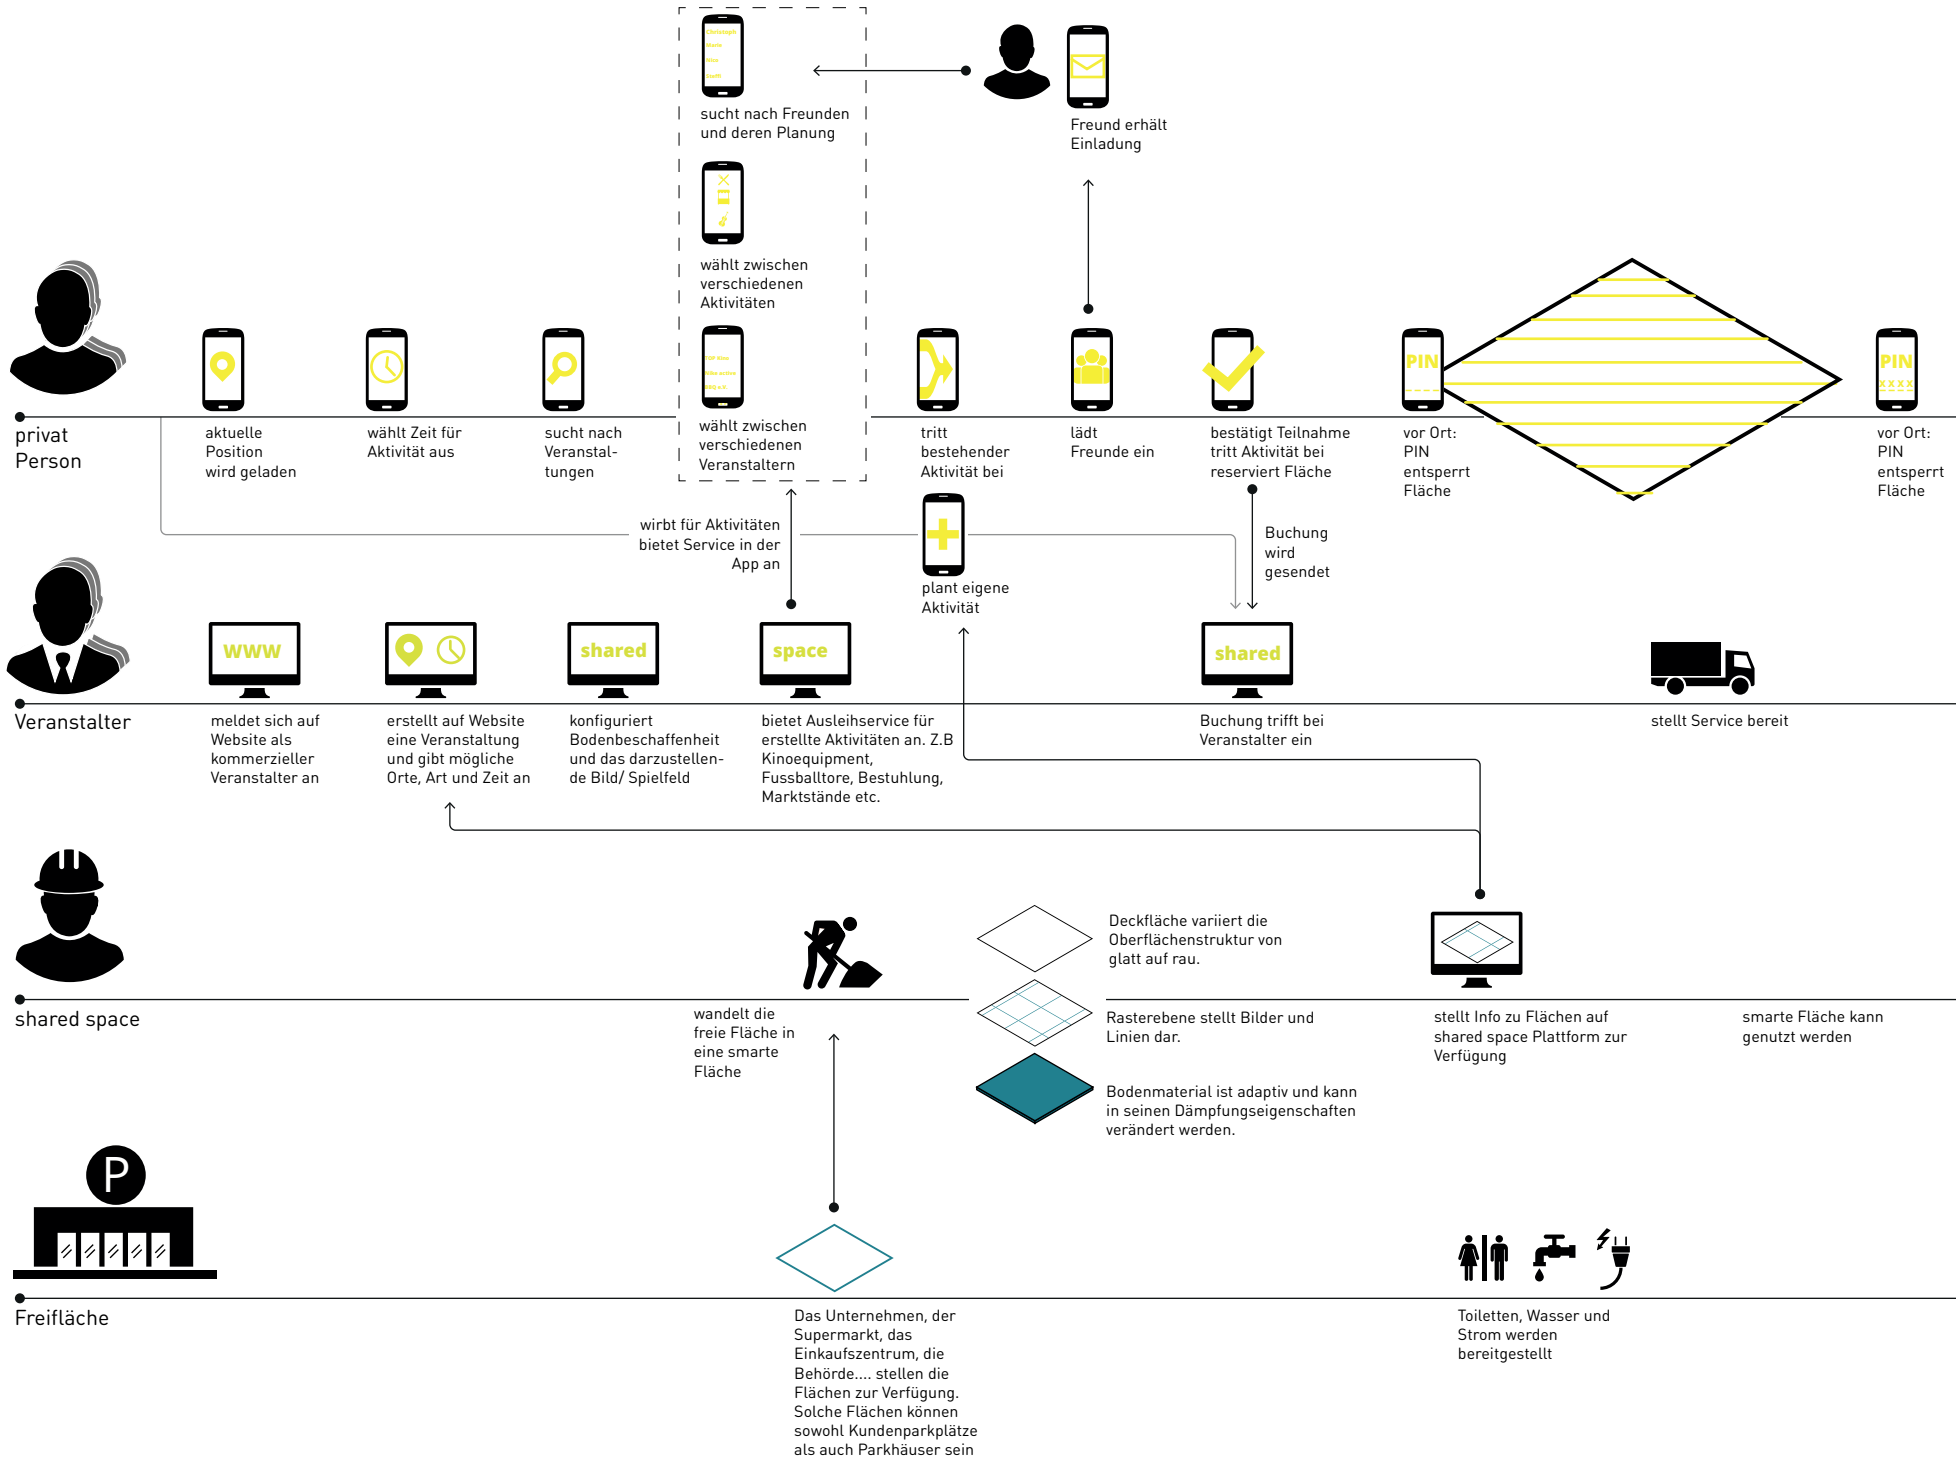 Christoph
Marie
Nina
Steffi
sucht nach Freunden
und deren Planung
Freund erhält
Einladung
wählt zwischen
verschiedenen
Aktivitäten
TOP Kino
Nike active
KSG e.V.
wählt zwischen
verschiedenen
Veranstaltern
privat
Person
aktuelle
Position
wird geladen
wählt Zeit für
Aktivität aus
sucht nach
Veranstal-
tungen
tritt
bestehender
Aktivität bei
lädt
Freunde ein
bestätigt Teilnahme
tritt Aktivität bei
reserviert Fläche
PIN
vor Ort:
PIN
entsperrt
Fläche
PIN
xxxx
vor Ort:
PIN
entsperrt
Fläche
wirbt für Aktivitäten
bietet Service in der
App an
plant eigene
Aktivität
Buchung
wird
gesendet
Veranstalter
www
meldet sich auf
Website als
kommerzieller
Veranstalter an
erstellt auf Website
eine Veranstaltung
und gibt mögliche
Orte, Art und Zeit an
shared
konfiguriert
Bodenbeschaffenheit
und das darzustellen-
de Bild/ Spielfeld
space
bietet Ausleihservice für
erstellte Aktivitäten an. Z.B
Kinoequipment,
Fussballtore, Bestuhlung,
Marktstände etc.
shared
Buchung trifft bei
Veranstalter ein
stellt Service bereit
shared space
wandelt die
freie Fläche in
eine smarte
Fläche
Deckfläche variiert die
Oberflächenstruktur von
glatt auf rau.
Rasterebene stellt Bilder und
Linien dar.
Bodenmaterial ist adaptiv und kann
in seinen Dämpfungseigenschaften
verändert werden.
stellt Info zu Flächen auf
shared space Plattform zur
Verfügung
smarte Fläche kann
genutzt werden
P
Freifläche
Das Unternehmen, der
Supermarkt, das
Einkaufszentrum, die
Behörde.... stellen die
Flächen zur Verfügung.
Solche Flächen können
sowohl Kundenparkplätze
als auch Parkhäuser sein
Toiletten, Wasser und
Strom werden
bereitgestellt